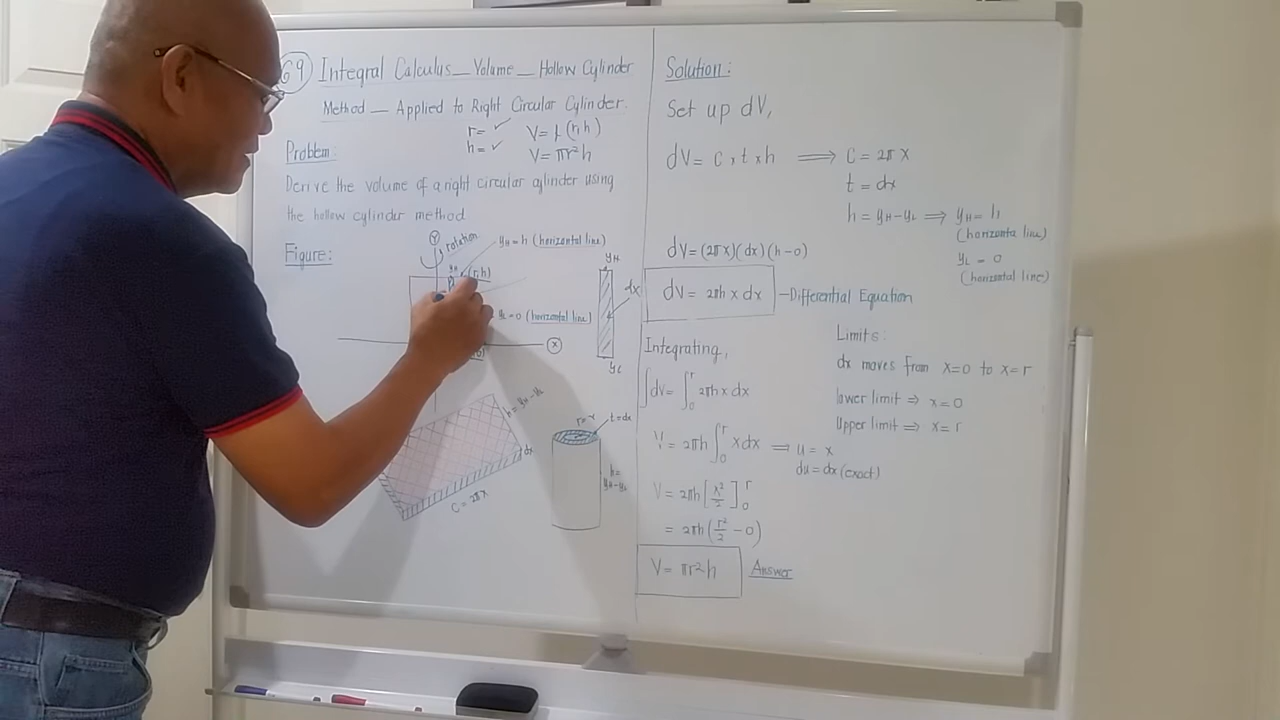 69 Integral Calculus_Volume_Hollow Cylinder
Method_Applied to Right Circular Cylinder.
r= ✓ V=f(r,h)
h= ✓ V=πr²h
Problem:
Derive the volume of a right circular cylinder using
the hollow cylinder method
Figure:
Y
rotation
yH=h (horizontal line)
yH
(r,h)
yL=0 (horizontal line)
X
yH
dx
yL
h=yH-yL
dx
C=2πX
t=dx
h=
yH-yL
Solution:
Set up dV,
dV= C x t x h ⟹ C=2πX
t=dx
h=yH-yL ⟹ yH=h
(horizontal line)
yL=0
(horizontal line)
dV=(2πX)(dx)(h-0)
dV= 2πh x dx -Differential Equation
Integrating,
∫dV=∫₀ʳ 2πh x dx
V= 2πh ∫₀ʳ x dx ⟹ u=x
du=dx (exact)
V= 2πh [x²/2]₀ʳ
= 2πh (r²/2 - 0)
V= πr²h Answer
Limits:
dx moves from x=0 to x=r
lower limit ⟹ x=0
Upper limit ⟹ x=r